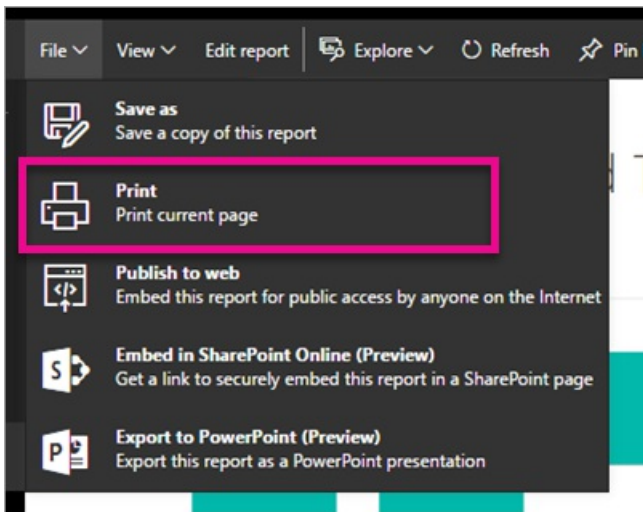 File View Edit report Explore Refresh Pin
Save as
Save a copy of this report
Print
Print current page
Publish to web
Embed this report for public access by anyone on the Internet
Embed in SharePoint Online (Preview)
Get a link to securely embed this report in a SharePoint page
Export to PowerPoint (Preview)
Export this report as a PowerPoint presentation